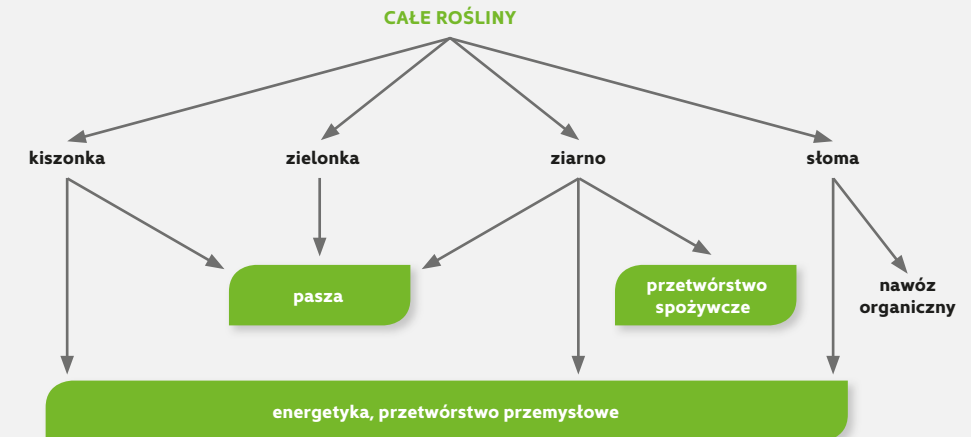 CAŁE ROŚLINY
kiszonka
zielonka
ziarno
słoma
pasza
przetwórstwo
spożywcze
nawóz
organiczny
energetyka, przetwórstwo przemysłowe